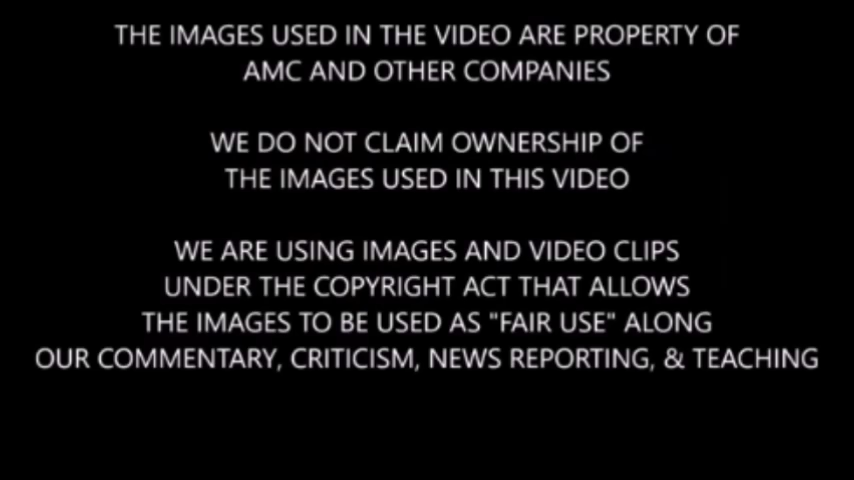 THE IMAGES USED IN THE VIDEO ARE PROPERTY OF
AMC AND OTHER COMPANIES
WE DO NOT CLAIM OWNERSHIP OF
THE IMAGES USED IN THIS VIDEO
WE ARE USING IMAGES AND VIDEO CLIPS
UNDER THE COPYRIGHT ACT THAT ALLOWS
THE IMAGES TO BE USED AS "FAIR USE" ALONG
OUR COMMENTARY, CRITICISM, NEWS REPORTING, & TEACHING